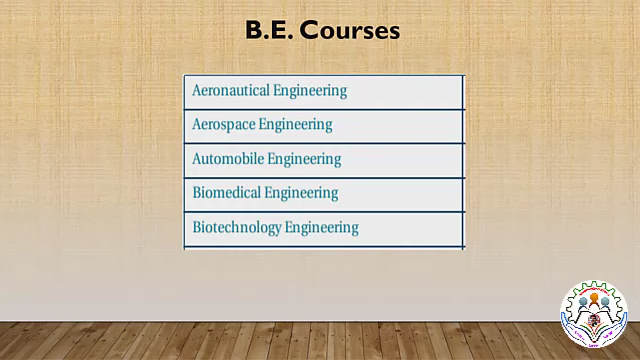 B.E. Courses
Aeronautical Engineering
Aerospace Engineering
Automobile Engineering
Biomedical Engineering
Biotechnology Engineering